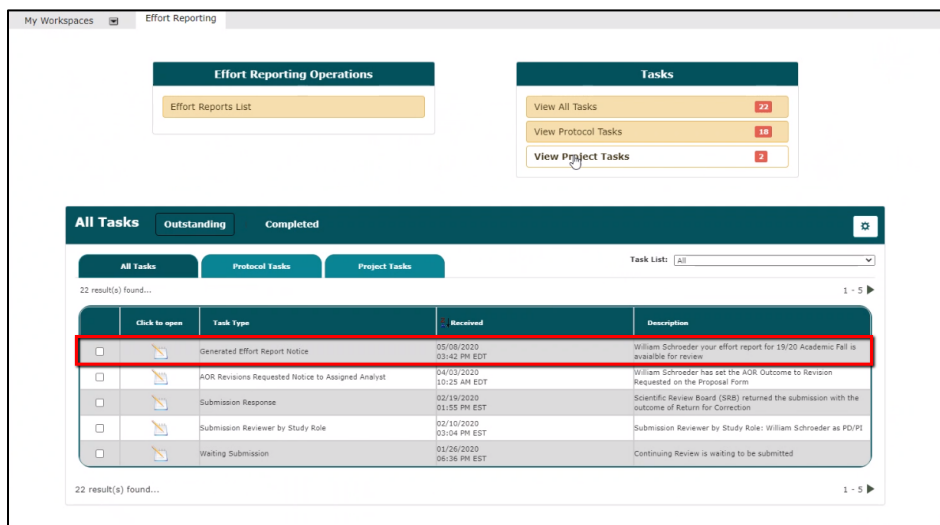 My Workspaces
Effort Reporting
Effort Reporting Operations
Effort Reports List
Tasks
View All Tasks 22
View Protocol Tasks 10
View Project Tasks 2
All Tasks Outstanding Completed
All Tasks Protocol Tasks Project Tasks
Task List: All
22 result(s) found...
1 - 5
Click to open Task Type Received Description
Generated Effort Report Notice
05/08/2020
03:42 PM EDT
William Schroeder your effort report for 19/20 Academic Fall is
avaialble for review
AOR Revisions Requested Notice to Assigned Analyst
04/03/2020
10:25 AM EDT
William Schroeder has set the AOR Outcome to Revision
Requested on the Proposal Form
Submission Response
02/19/2020
01:55 PM EST
Scientific Review Board (SRB) returned the submission with the
outcome of Return for Correction
Submission Reviewer by Study Role
02/10/2020
03:04 PM EST
Submission Reviewer by Study Role: William Schroeder as PD/PI
Waiting Submission
01/26/2020
06:36 PM EST
Continuing Review is waiting to be submitted
22 result(s) found...
1 - 5